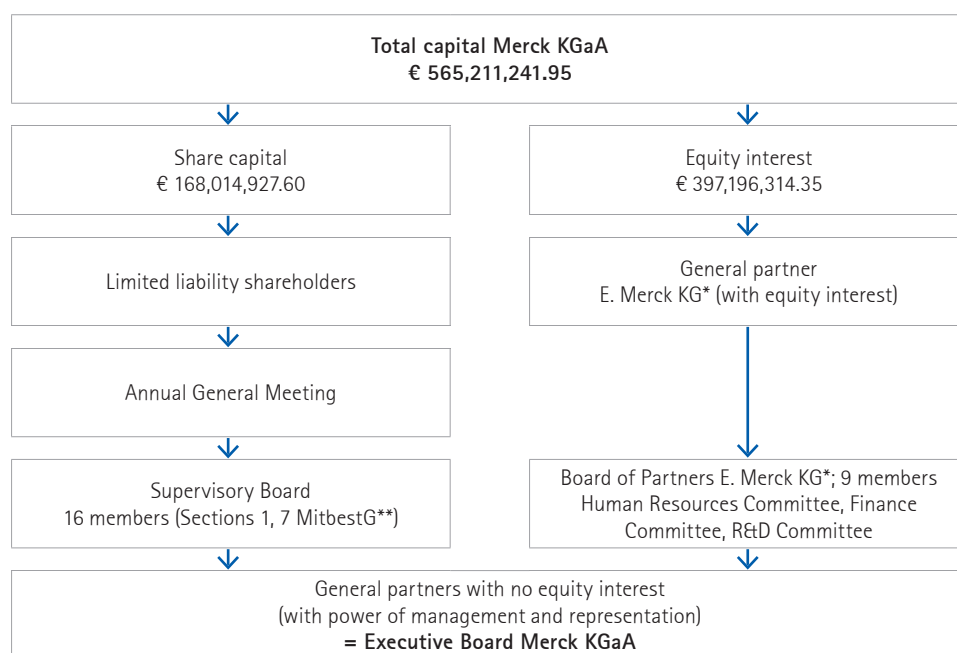 Total capital Merck KGaA
€ 565,211,241.95
Share capital
€ 168,014,927.60
Equity interest
€ 397,196,314.35
Limited liability shareholders
General partner
E. Merck KG* (with equity interest)
Annual General Meeting
Supervisory Board
16 members (Sections 1, 7 MitbestG**)
Board of Partners E. Merck KG*; 9 members
Human Resources Committee, Finance
Committee, R&D Committee
General partners with no equity interest
(with power of management and representation)
= Executive Board Merck KGaA